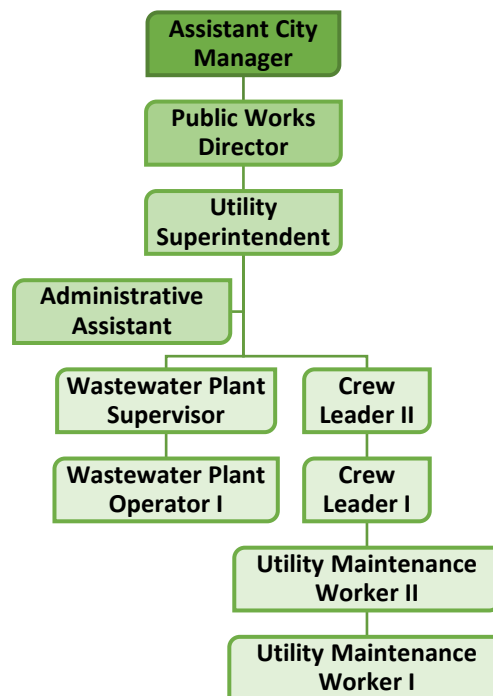 Assistant City
Manager
Public Works
Director
Utility
Superintendent
Administrative
Assistant
Wastewater Plant
Supervisor
Crew
Leader II
Wastewater Plant
Operator I
Crew
Leader I
Utility Maintenance
Worker II
Utility Maintenance
Worker I